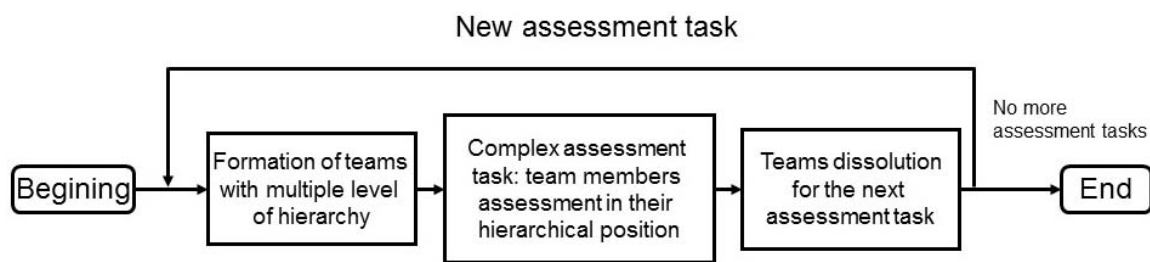 New assessment task
No more
assessment tasks
Begining
Formation of teams
with multiple level
of hierarchy
Complex assessment
task: team members
assessment in their
hierarchical position
Teams dissolution
for the next
assessment task
End